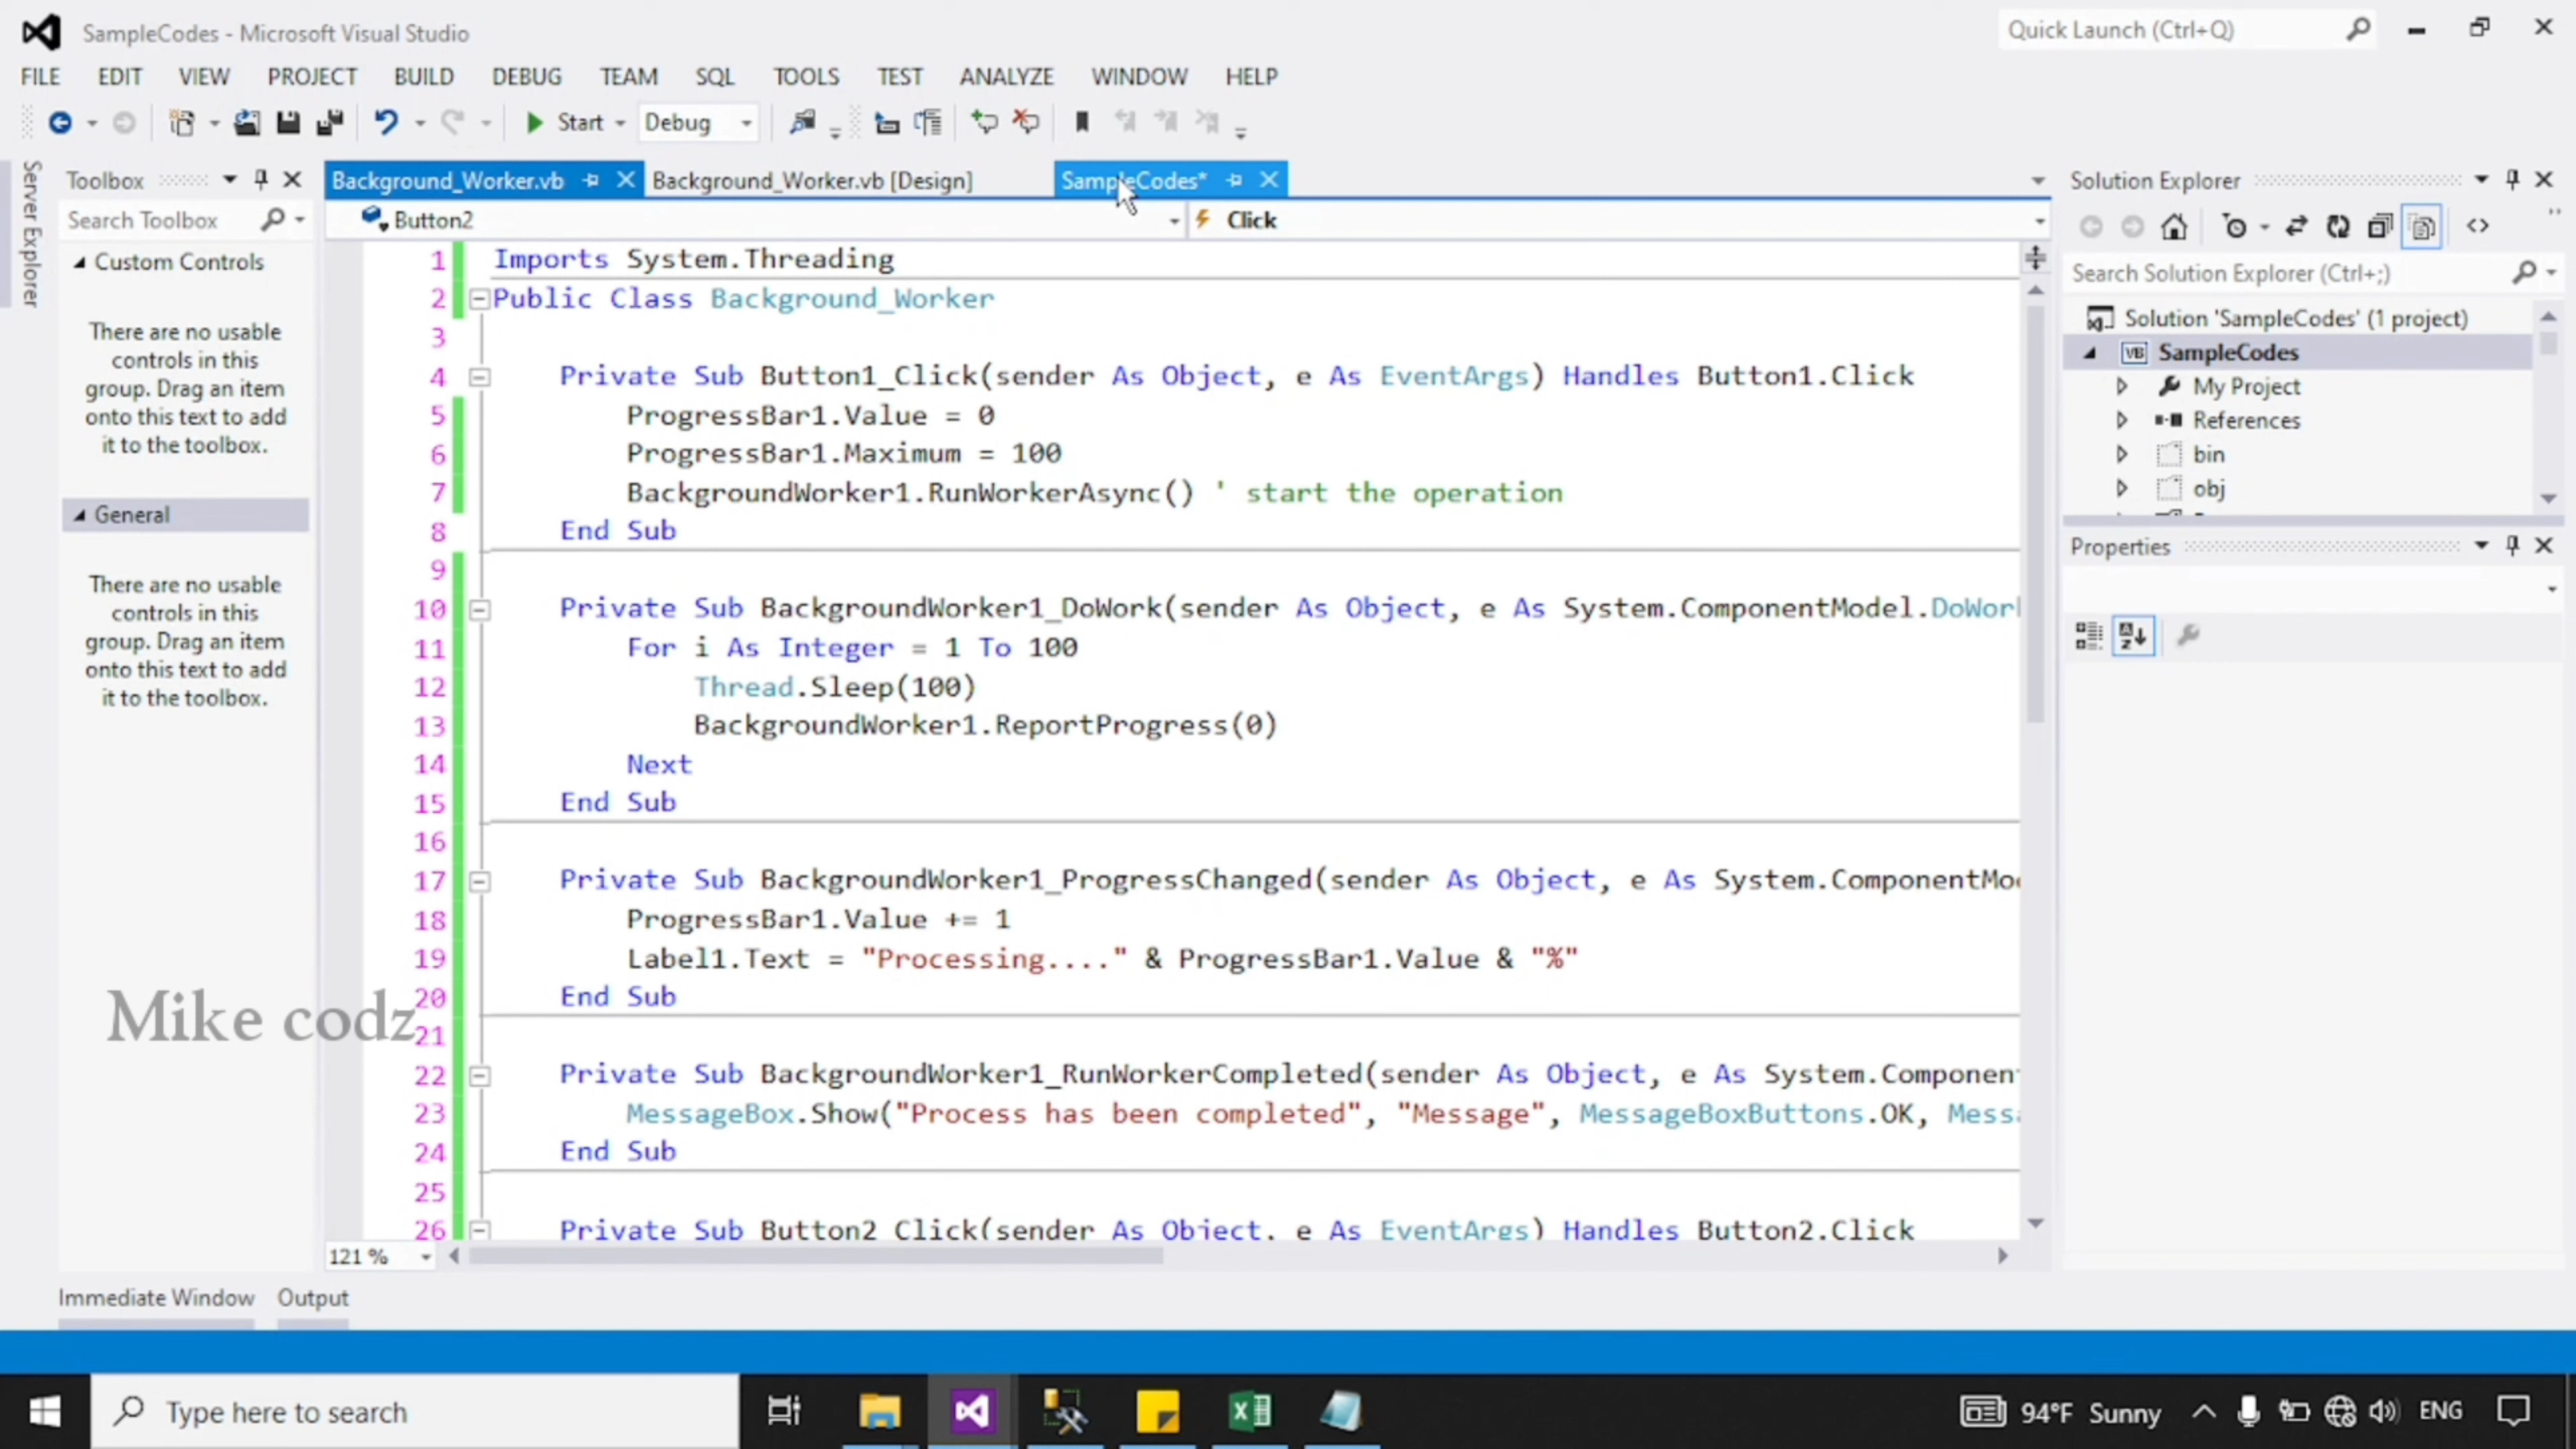 SampleCodes - Microsoft Visual Studio
Quick Launch (Ctrl+Q)
FILE EDIT VIEW PROJECT BUILD DEBUG TEAM SQL TOOLS TEST ANALYZE WINDOW HELP
Start Debug
Server Explorer
Toolbox
Search Toolbox
Custom Controls
There are no usable
controls in this
group. Drag an item
onto this text to add
it to the toolbox.
General
There are no usable
controls in this
group. Drag an item
onto this text to add
it to the toolbox.
Background_Worker.vb
Background_Worker.vb [Design]
SampleCodes*
Button2
Click
1 Imports System.Threading
2 Public Class Background_Worker
3
4 Private Sub Button1_Click(sender As Object, e As EventArgs) Handles Button1.Click
5 ProgressBar1.Value = 0
6 ProgressBar1.Maximum = 100
7 BackgroundWorker1.RunWorkerAsync() ' start the operation
8 End Sub
9
10 Private Sub BackgroundWorker1_DoWork(sender As Object, e As System.ComponentModel.DoWor
11 For i As Integer = 1 To 100
12 Thread.Sleep(100)
13 BackgroundWorker1.ReportProgress(0)
14 Next
15 End Sub
16
17 Private Sub BackgroundWorker1_ProgressChanged(sender As Object, e As System.ComponentMo
18 ProgressBar1.Value += 1
19 Label1.Text = "Processing...." & ProgressBar1.Value & "%"
20 End Sub
21
22 Private Sub BackgroundWorker1_RunWorkerCompleted(sender As Object, e As System.Component
23 MessageBox.Show("Process has been completed", "Message", MessageBoxButtons.OK, Messa
24 End Sub
25
26 Private Sub Button2_Click(sender As Object, e As EventArgs) Handles Button2.Click
Mike codz
121 %
Solution Explorer
Search Solution Explorer (Ctrl+;)
Solution 'SampleCodes' (1 project)
VB SampleCodes
My Project
References
bin
obj
Properties
Immediate Window Output
Type here to search
94°F Sunny
ENG